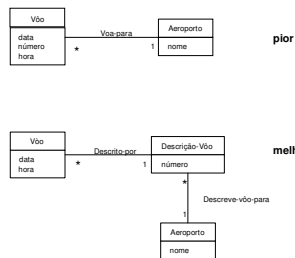 Vôo
data
número
hora
Voa-para
*
1
Aeroporto
nome
pior
Vôo
data
hora
Descrito-por
*
1
Descrição-Vôo
número
melh
*
Descreve-vôo-para
1
Aeroporto
nome